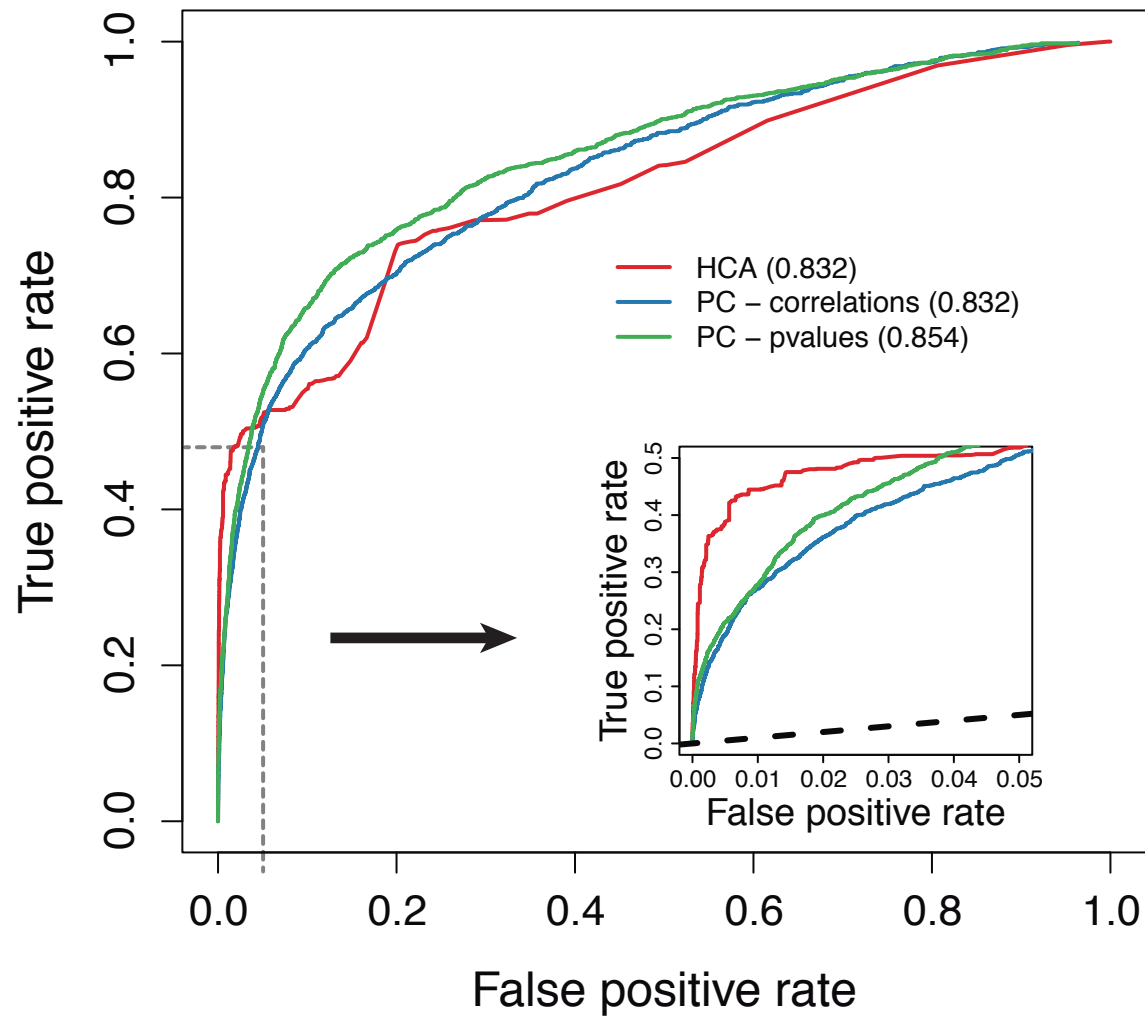 1.0
0.8
0.6
0.4
0.2
0.0
True positive rate
HCA (0.832)
PC − correlations (0.832)
PC − pvalues (0.854)
0.5
0.4
0.3
0.2
0.1
0.0
True positive rate
0.00 0.01 0.02 0.03 0.04 0.05
False positive rate
0.0 0.2 0.4 0.6 0.8 1.0
False positive rate